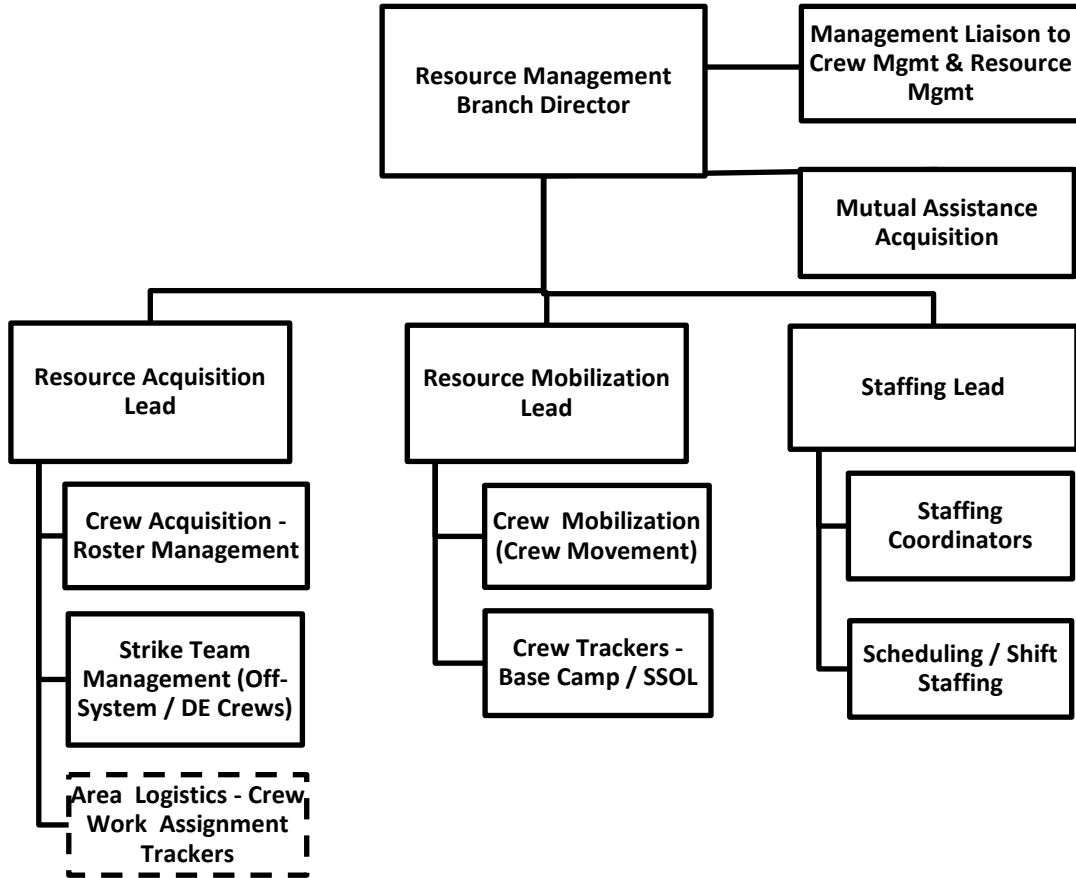 Resource Management
Branch Director
Management Liaison to
Crew Mgmt & Resource
Mgmt
Mutual Assistance
Acquisition
Resource Acquisition
Lead
Crew Acquisition -
Roster Management
Strike Team
Management (Off-
System / DE Crews)
Area Logistics - Crew
Work Assignment
Trackers
Resource Mobilization
Lead
Crew Mobilization
(Crew Movement)
Crew Trackers -
Base Camp / SSOL
Staffing Lead
Staffing
Coordinators
Scheduling / Shift
Staffing